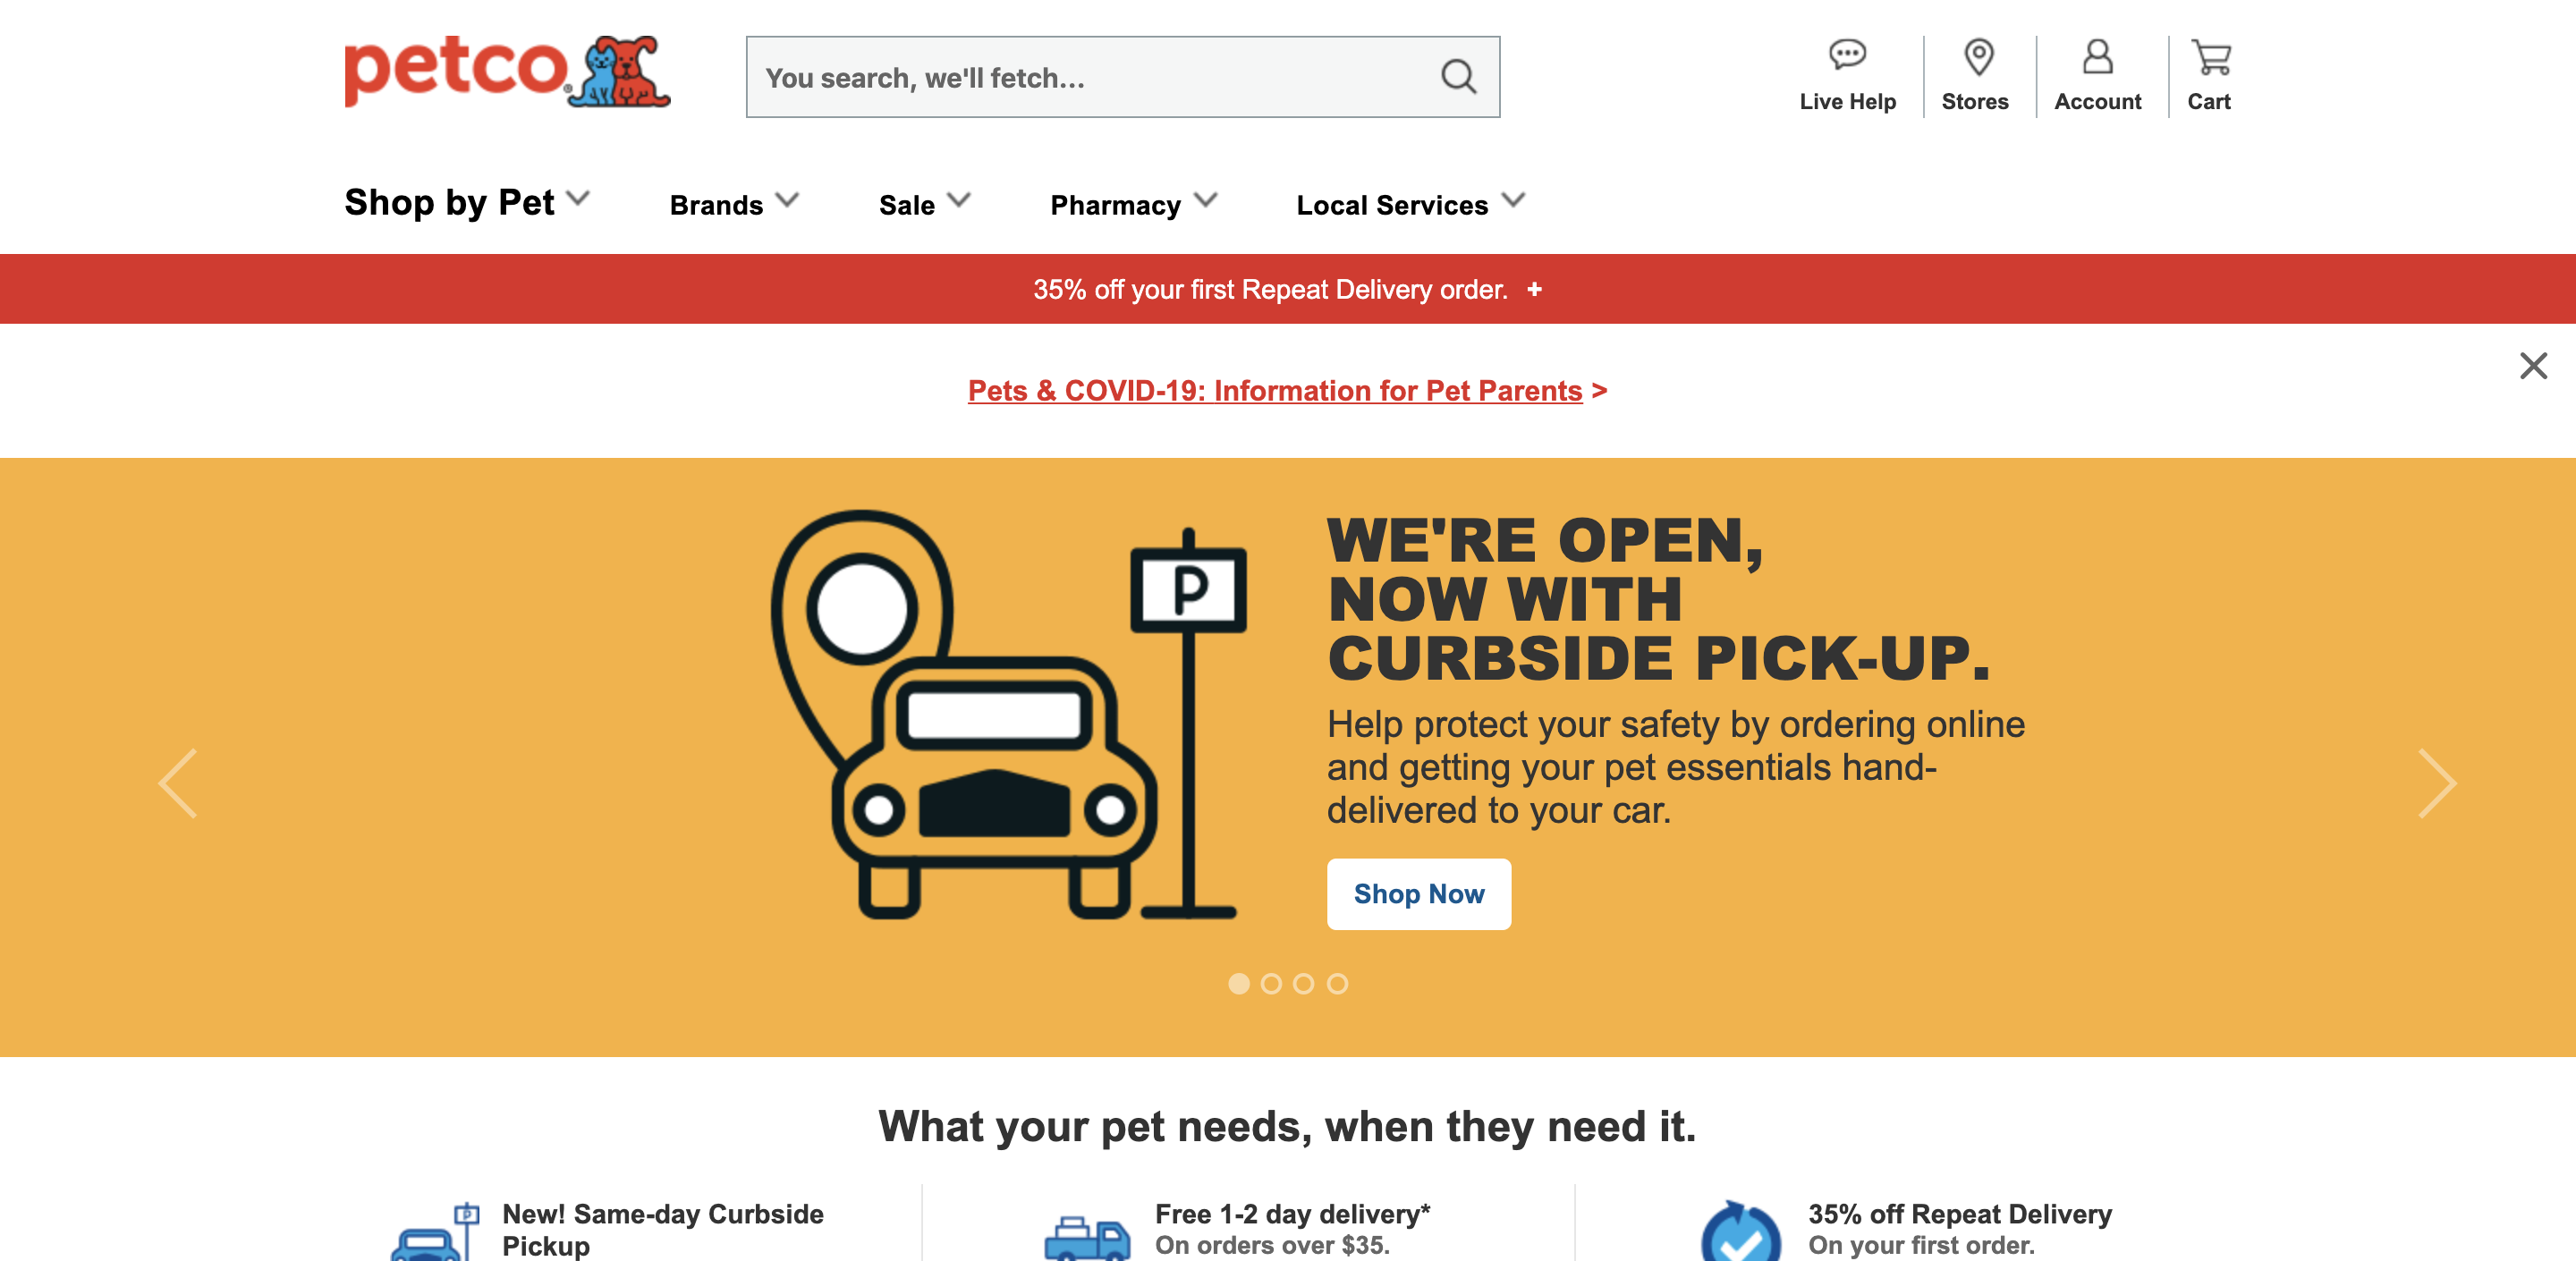 petco
You search, we'll fetch...
Live Help
Stores
Account
Cart
Shop by Pet
Brands
Sale
Pharmacy
Local Services
35% off your first Repeat Delivery order. +
Pets & COVID-19: Information for Pet Parents >
P
WE'RE OPEN,
NOW WITH
CURBSIDE PICK-UP.
Help protect your safety by ordering online
and getting your pet essentials hand-
delivered to your car.
Shop Now
What your pet needs, when they need it.
P
New! Same-day Curbside
Pickup
Free 1-2 day delivery*
On orders over $35.
35% off Repeat Delivery
On your first order.